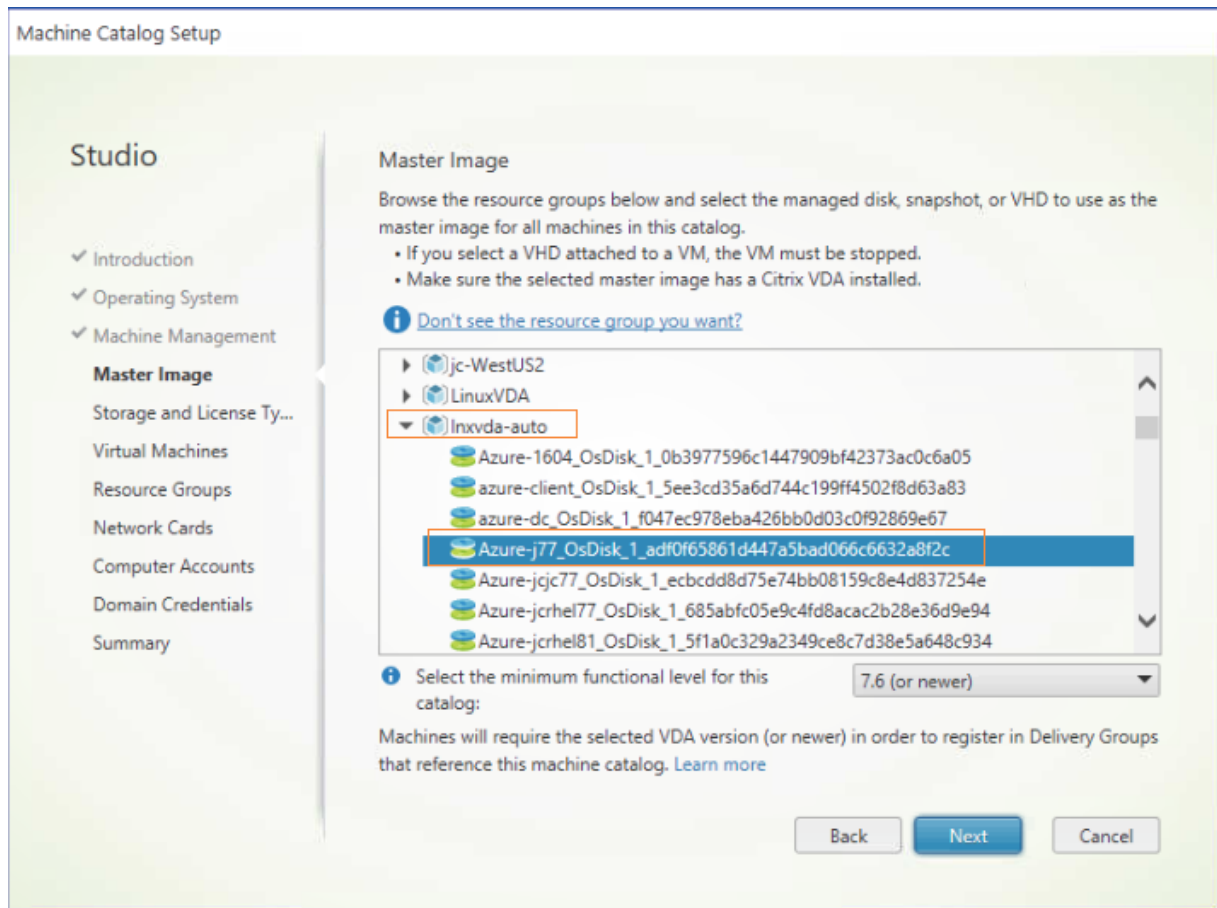 Machine Catalog Setup
Studio
Introduction
Operating System
Machine Management
Master Image
Storage and License Ty...
Virtual Machines
Resource Groups
Network Cards
Computer Accounts
Domain Credentials
Summary
Master Image
Browse the resource groups below and select the managed disk, snapshot, or VHD to use as the
master image for all machines in this catalog.
• If you select a VHD attached to a VM, the VM must be stopped.
• Make sure the selected master image has a Citrix VDA installed.
Don't see the resource group you want?
jc-WestUS2
LinuxVDA
lnxvda-auto
Azure-1604_OsDisk_1_0b3977596c1447909bf42373ac0c6a05
azure-client_OsDisk_1_5ee3cd35a6d744c199ff4502f8d63a83
azure-dc_OsDisk_1_f047ec978eba426bb0d03c0f92869e67
Azure-j77_OsDisk_1_adf0f65861d447a5bad066c6632a8f2c
Azure-jcjc77_OsDisk_1_ecbcdd8d75e74bb08159c8e4d837254e
Azure-jcrhel77_OsDisk_1_685abfc05e9c4fd8acac2b28e36d9e94
Azure-jcrhel81_OsDisk_1_5f1a0c329a2349ce8c7d38e5a648c934
Select the minimum functional level for this
catalog:
7.6 (or newer)
Machines will require the selected VDA version (or newer) in order to register in Delivery Groups
that reference this machine catalog. Learn more
Back
Next
Cancel